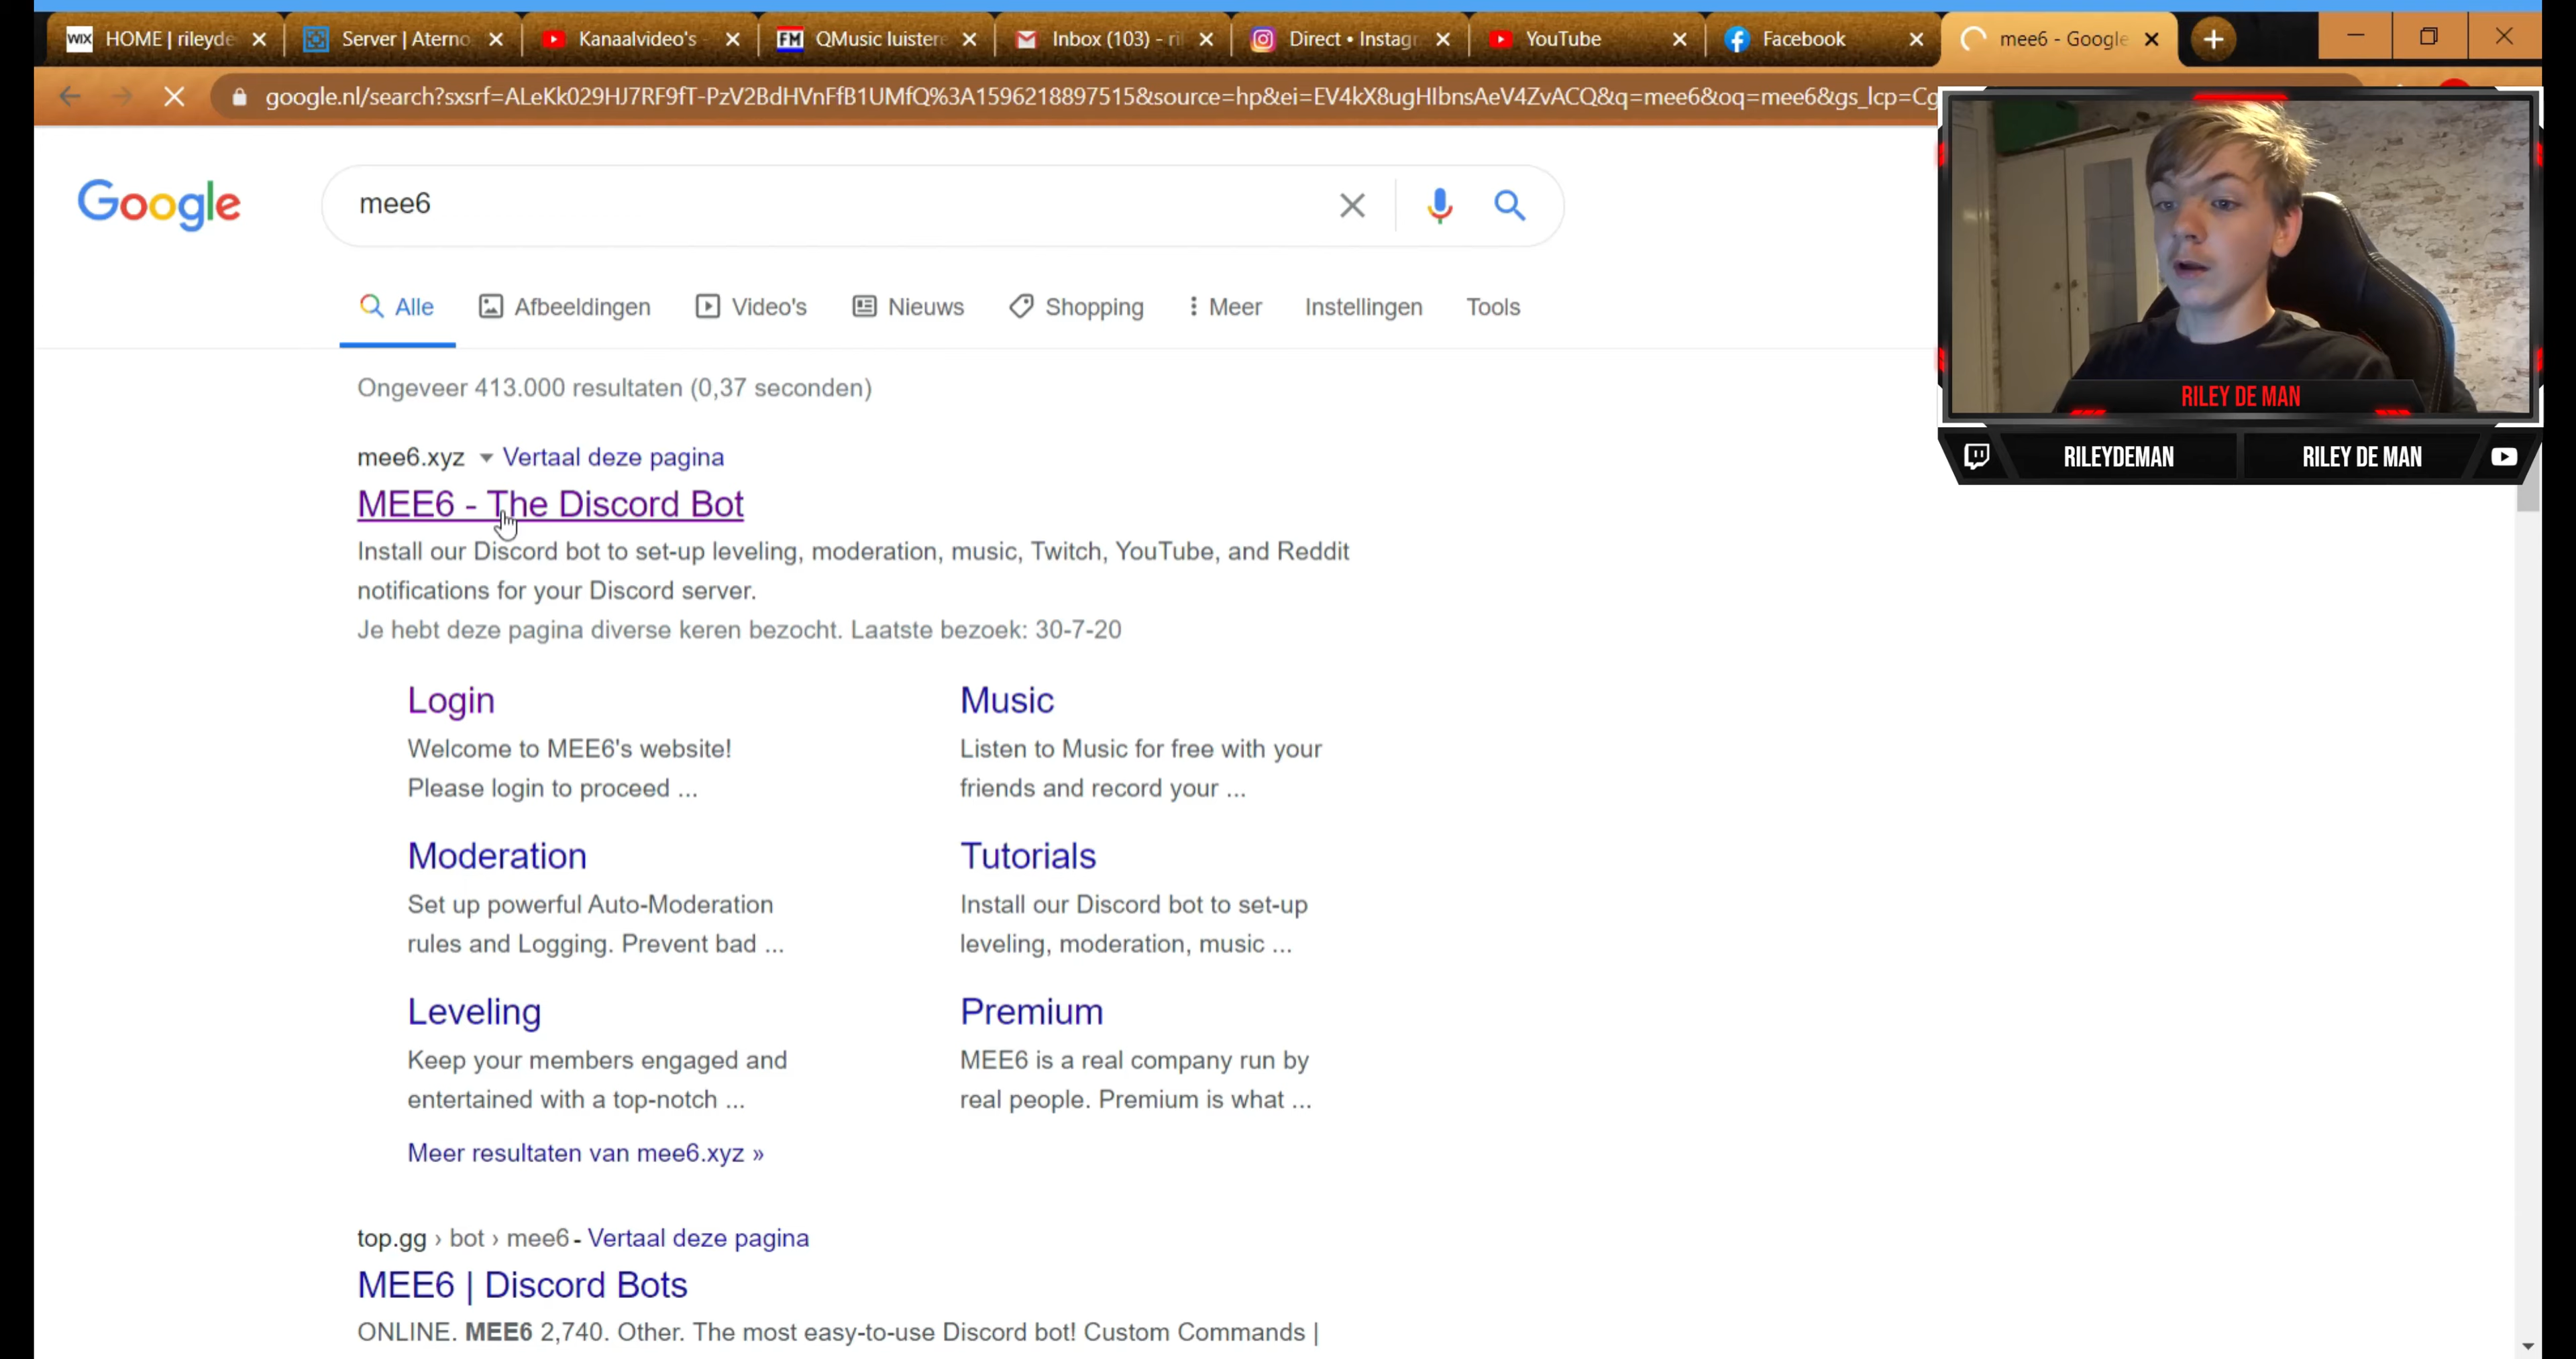 HOME | rileyde
Server | Aterno
Kanaalvideo's -
QMusic luistere
Inbox (103) - ri
Direct • Instagr
YouTube
Facebook
mee6 - Google
google.nl/search?sxsrf=ALeKk029HJ7RF9fT-PzV2BdHVnFfB1UMfQ%3A1596218897515&source=hp&ei=EV4kX8ugHIbnsAeV4ZvACQ&q=mee6&oq=mee6&gs_lcp=Cg
Google
mee6
Alle
Afbeeldingen
Video's
Nieuws
Shopping
Meer
Instellingen
Tools
RILEY DE MAN
RILEYDEMAN
RILEY DE MAN
Ongeveer 413.000 resultaten (0,37 seconden)
mee6.xyz Vertaal deze pagina
MEE6 - The Discord Bot
Install our Discord bot to set-up leveling, moderation, music, Twitch, YouTube, and Reddit
notifications for your Discord server.
Je hebt deze pagina diverse keren bezocht. Laatste bezoek: 30-7-20
Login
Welcome to MEE6's website!
Please login to proceed ...
Music
Listen to Music for free with your
friends and record your ...
Moderation
Set up powerful Auto-Moderation
rules and Logging. Prevent bad ...
Tutorials
Install our Discord bot to set-up
leveling, moderation, music ...
Leveling
Keep your members engaged and
entertained with a top-notch ...
Premium
MEE6 is a real company run by
real people. Premium is what ...
Meer resultaten van mee6.xyz »
top.gg › bot › mee6 - Vertaal deze pagina
MEE6 | Discord Bots
ONLINE. MEE6 2,740. Other. The most easy-to-use Discord bot! Custom Commands |
WIX
FM